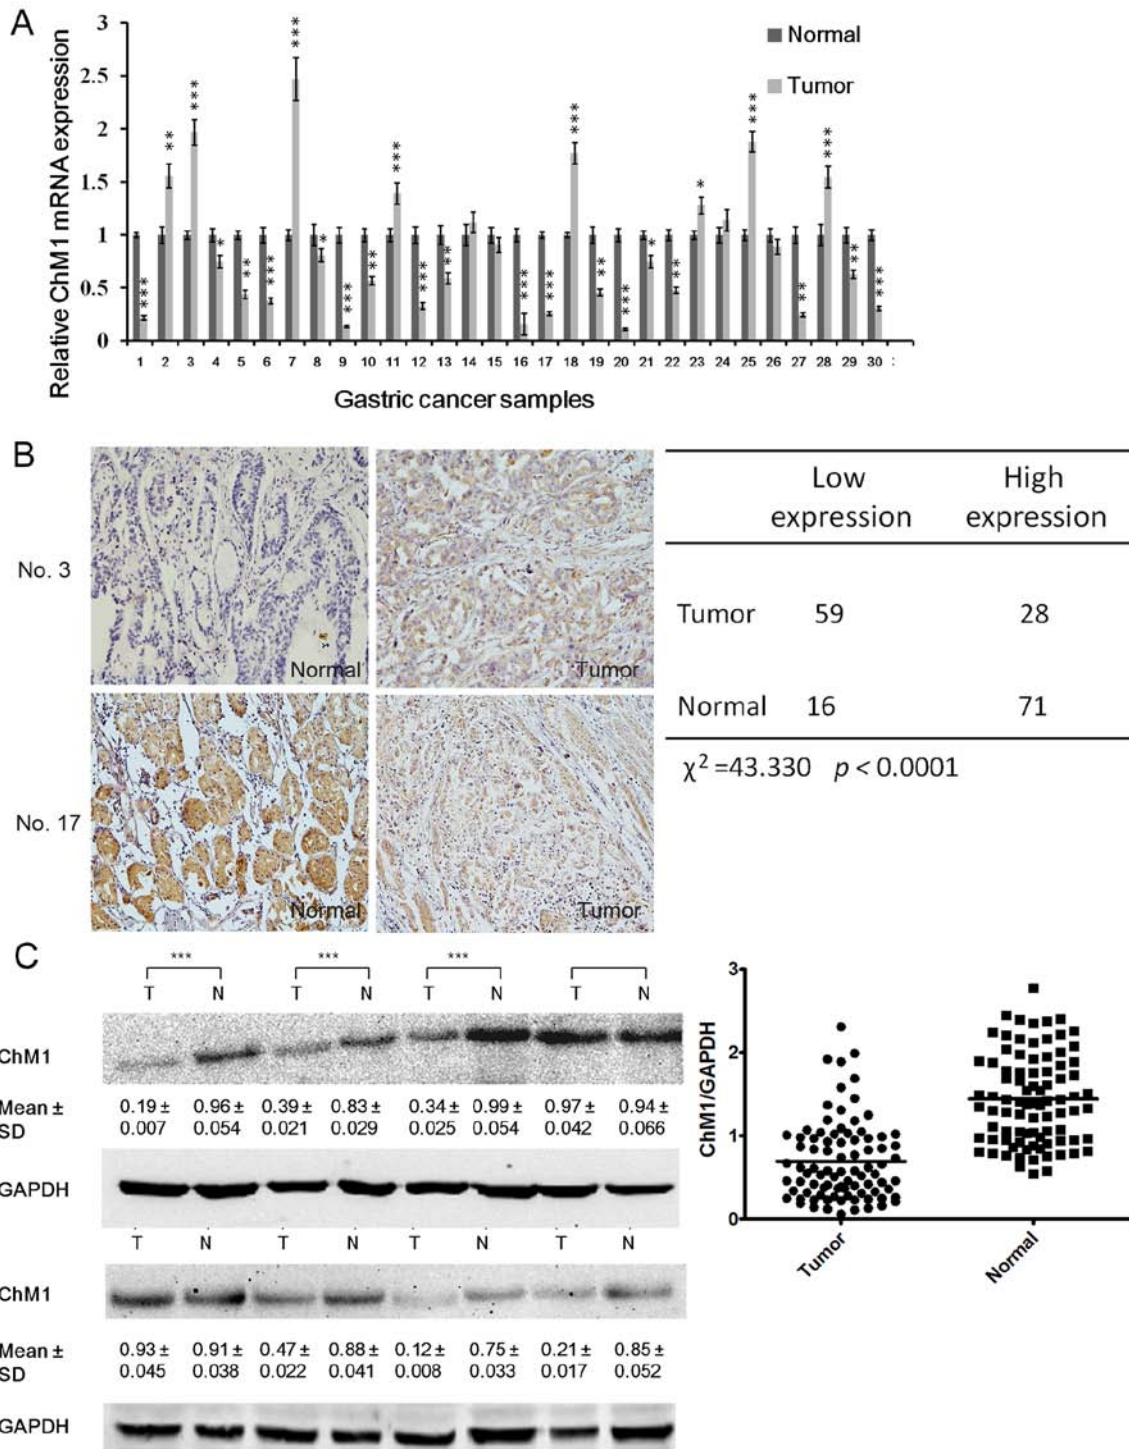 A
Relative ChM1 mRNA expression
3
2.5
2
1.5
1
0.5
0
Normal
Tumor
*** ** *** * ** *** *** * *** ** *** *** ** *** *** *** ** *** * ** * *** ** *** ** ***
1 2 3 4 5 6 7 8 9 10 11 12 13 14 15 16 17 18 19 20 21 22 23 24 25 26 27 28 29 30
Gastric cancer samples
B
No. 3
Normal
Tumor
No. 17
Normal
Tumor
Low expression High expression
Tumor 59 28
Normal 16 71
χ² =43.330 p < 0.0001
C
*** *** ***
T N T N T N T N
ChM1
Mean ± 0.19 ± 0.96 ± 0.39 ± 0.83 ± 0.34 ± 0.99 ± 0.97 ± 0.94 ±
SD 0.007 0.054 0.021 0.029 0.025 0.054 0.042 0.066
GAPDH
T N T N T N T N
ChM1
Mean ± 0.93 ± 0.91 ± 0.47 ± 0.88 ± 0.12 ± 0.75 ± 0.21 ± 0.85 ±
SD 0.045 0.038 0.022 0.041 0.008 0.033 0.017 0.052
GAPDH
ChM1/GAPDH
3
2
1
0
Tumor
Normal